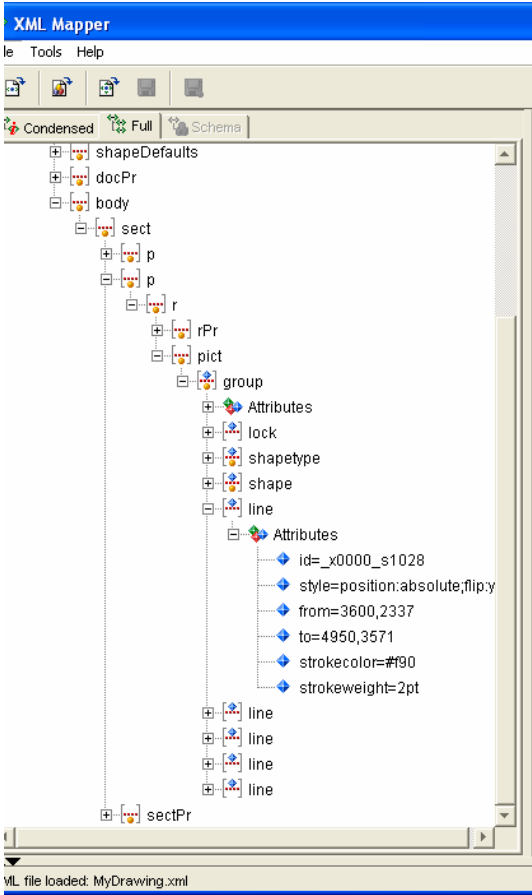 XML Mapper
le Tools Help
Condensed Full Schema
shapeDefaults
docPr
body
sect
p
p
r
rPr
pict
group
Attributes
lock
shapetype
shape
line
Attributes
id=_x0000_s1028
style=position:absolute;flip:y
from=3600,2337
to=4950,3571
strokecolor=#f90
strokeweight=2pt
line
line
line
line
sectPr
ML file loaded: MyDrawing.xml